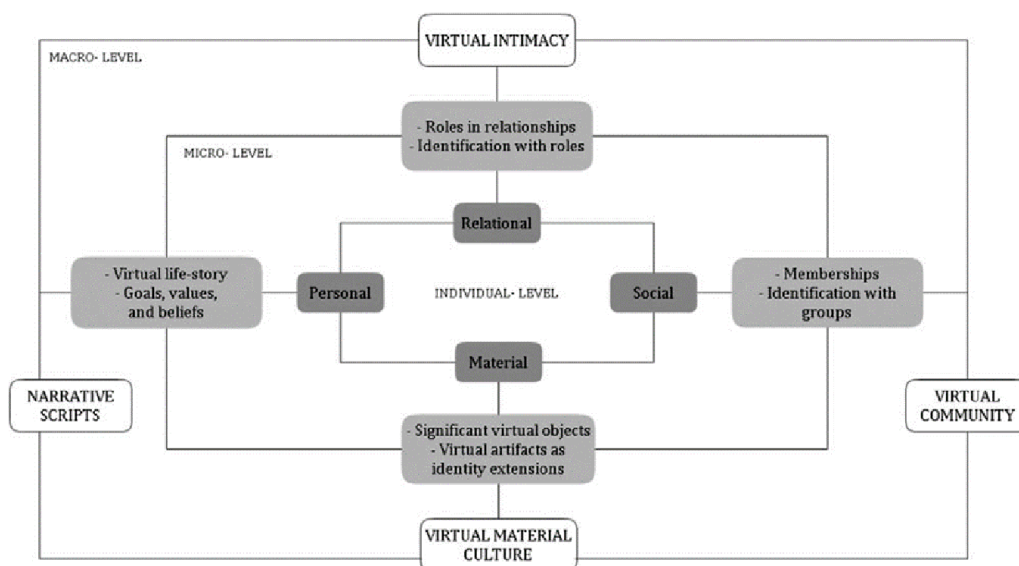 VIRTUAL INTIMACY
MACRO- LEVEL
- Roles in relationships
- Identification with roles
MICRO- LEVEL
Relational
- Virtual life-story
- Goals, values,
and beliefs
Personal
INDIVIDUAL- LEVEL
Social
- Memberships
- Identification with
groups
Material
NARRATIVE
SCRIPTS
VIRTUAL
COMMUNITY
- Significant virtual objects
- Virtual artifacts as
identity extensions
VIRTUAL MATERIAL
CULTURE